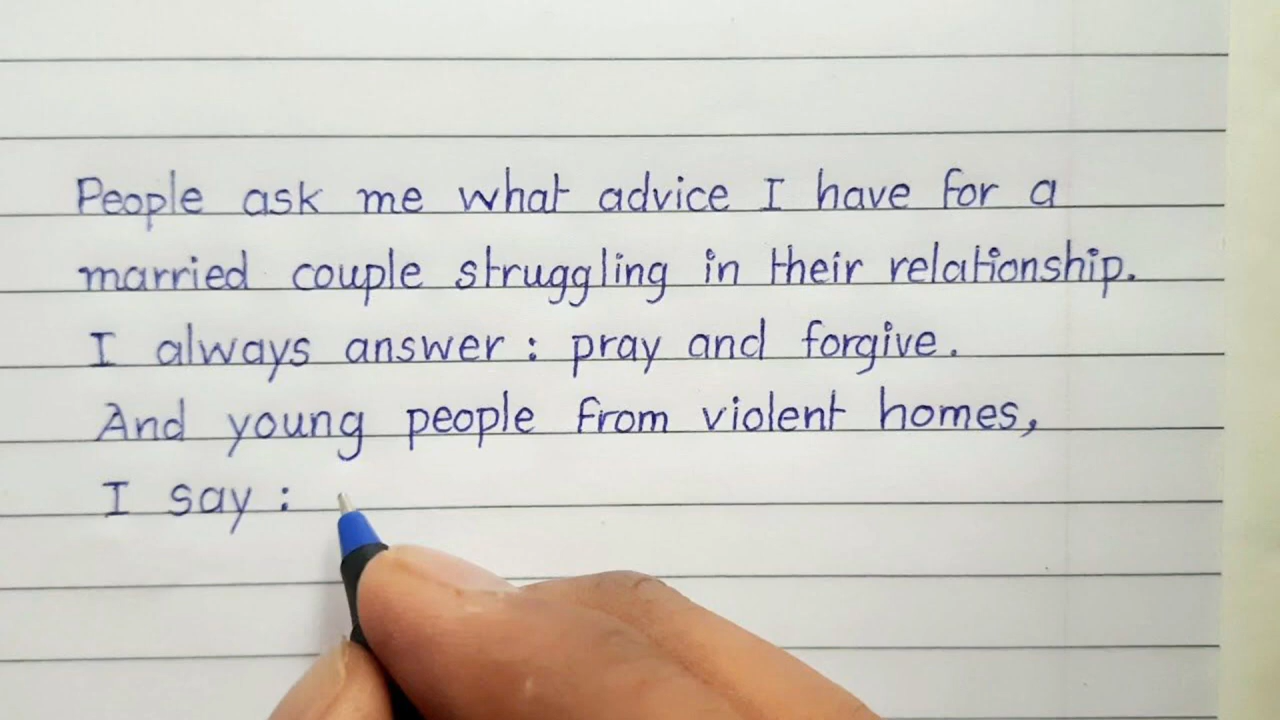 People ask me what advice I have for a
married couple struggling in their relationship.
I always answer : pray and forgive.
And young people from violent homes,
I say :